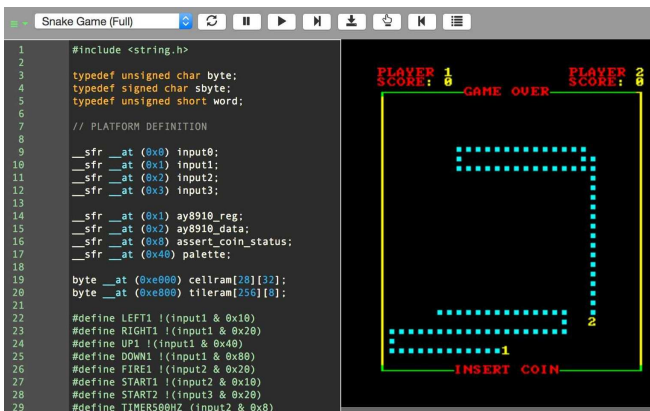 Snake Game (Full)
1 #include <string.h>
2
3 typedef unsigned char byte;
4 typedef signed char sbyte;
5 typedef unsigned short word;
6
7 // PLATFORM DEFINITION
8
9 __sfr __at (0x0) input0;
10 __sfr __at (0x1) input1;
11 __sfr __at (0x2) input2;
12 __sfr __at (0x3) input3;
13
14 __sfr __at (0x1) ay8910_reg;
15 __sfr __at (0x2) ay8910_data;
16 __sfr __at (0x8) assert_coin_status;
17 __sfr __at (0x40) palette;
18
19 byte __at (0xe000) cellram[28][32];
20 byte __at (0xe800) tileram[256][8];
21
22 #define LEFT1 !(input1 & 0x10)
23 #define RIGHT1 !(input1 & 0x20)
24 #define UP1 !(input1 & 0x40)
25 #define DOWN1 !(input1 & 0x80)
26 #define FIRE1 !(input2 & 0x20)
27 #define START1 !(input2 & 0x10)
28 #define START2 !(input3 & 0x20)
29 #define TIMER500HZ (input2 & 0x8)
PLAYER 1 PLAYER 2
SCORE: 0 SCORE: 0
GAME OVER
2
1
INSERT COIN